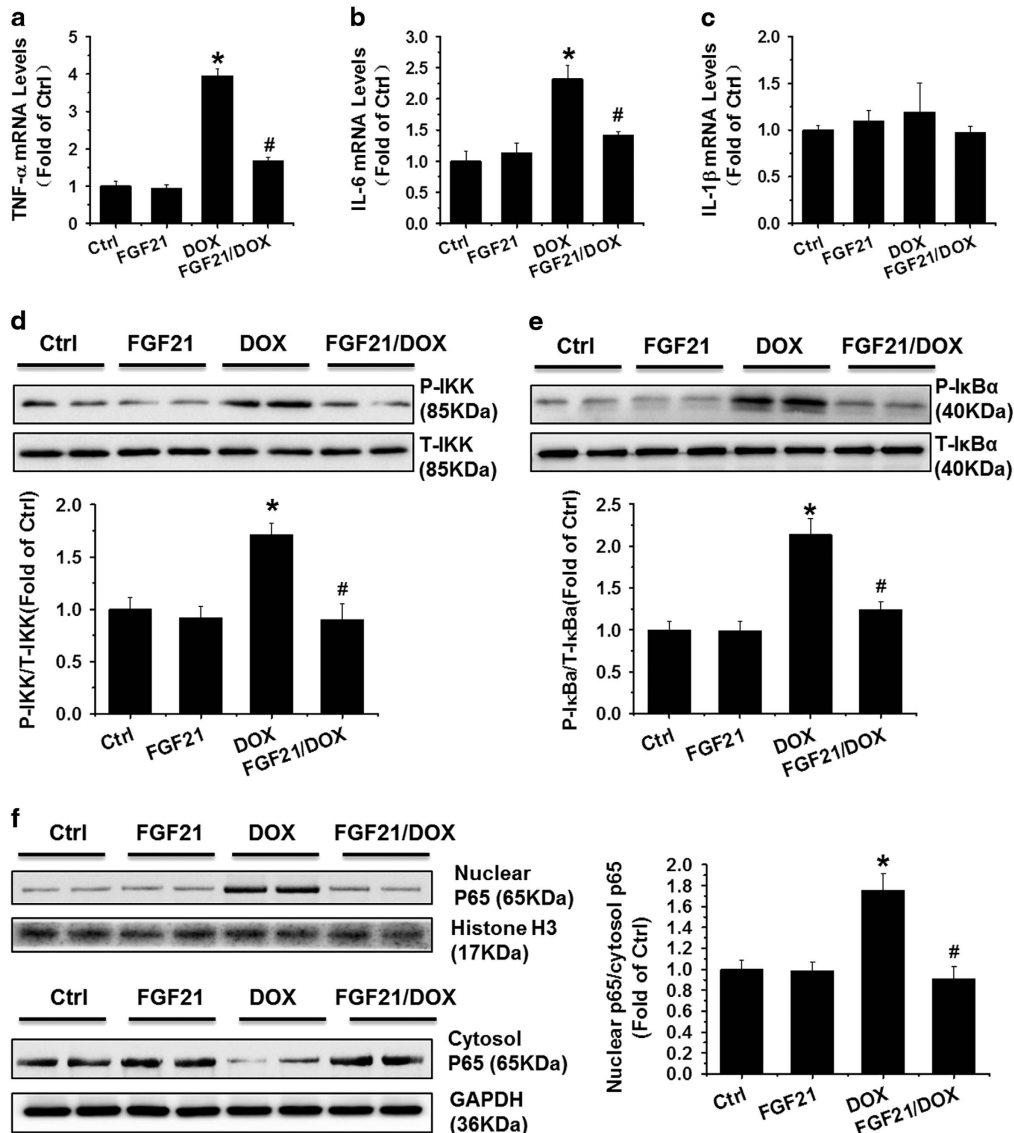 a
TNF-α mRNA Levels
(Fold of Ctrl)
5
4
3
2
1
0
*
#
Ctrl
FGF21
DOX
FGF21/DOX
b
IL-6 mRNA Levels
(Fold of Ctrl)
3.0
2.5
2.0
1.5
1.0
0.5
0.0
*
#
Ctrl
FGF21
DOX
FGF21/DOX
c
IL-1β mRNA Levels
(Fold of Ctrl)
2.0
1.5
1.0
0.5
0.0
Ctrl
FGF21
DOX
FGF21/DOX
d
Ctrl FGF21 DOX FGF21/DOX
P-IKK
(85KDa)
T-IKK
(85KDa)
P-IKK/T-IKK(Fold of Ctrl)
2.0
1.5
1.0
0.5
0.0
*
#
Ctrl
FGF21
DOX
FGF21/DOX
e
Ctrl FGF21 DOX FGF21/DOX
P-IκBα
(40KDa)
T-IκBα
(40KDa)
P-IκBa/T-IκBa(Fold of Ctrl)
2.5
2.0
1.5
1.0
0.5
0.0
*
#
Ctrl
FGF21
DOX
FGF21/DOX
f
Ctrl FGF21 DOX FGF21/DOX
Nuclear
P65 (65KDa)
Histone H3
(17KDa)
Ctrl FGF21 DOX FGF21/DOX
Cytosol
P65 (65KDa)
GAPDH
(36KDa)
Nuclear p65/cytosol p65
(Fold of Ctrl)
2.0
1.8
1.6
1.4
1.2
1.0
0.8
0.6
0.4
0.2
0.0
*
#
Ctrl
FGF21
DOX
FGF21/DOX